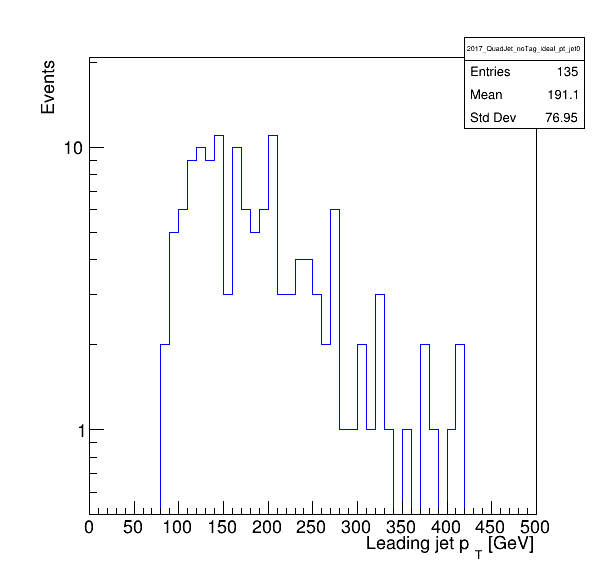 2017_QuadJet_noTag_ideal_pt_jet0
Entries 135
Mean 191.1
Std Dev 76.95
Events
10
1
0 50 100 150 200 250 300 350 400 450 500
Leading jet p T [GeV]